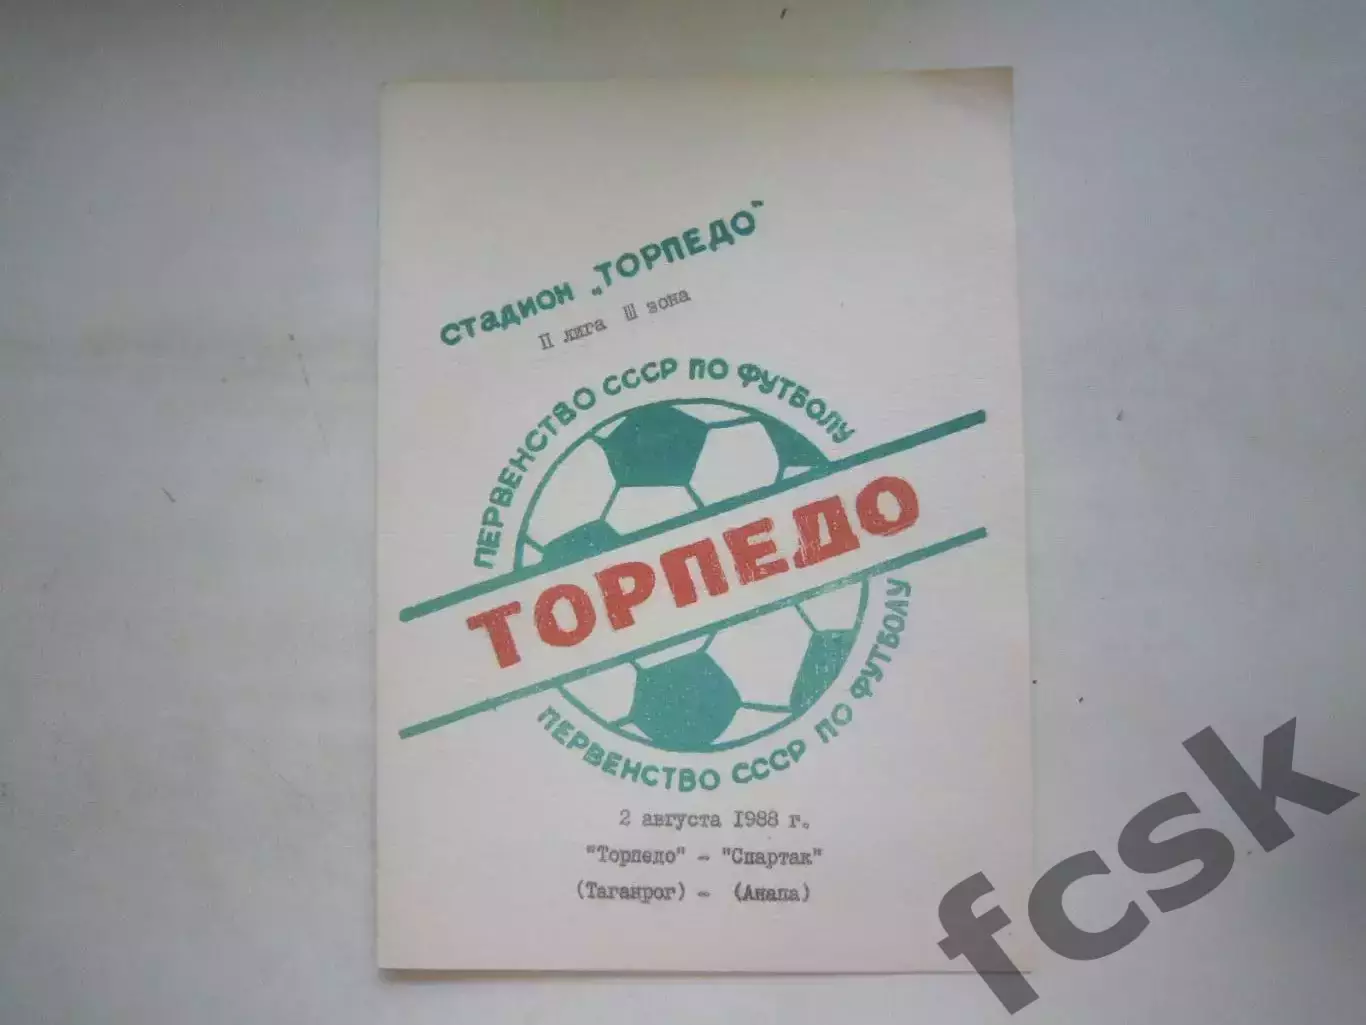 стадион „ТОРПЕДО"
II лига III зона
ПЕРВЕНСТВО СССР ПО ФУТБОЛУ
ТОРПЕДО
ПЕРВЕНСТВО СССР ПО ФУТБОЛУ
2 августа 1988 г.
"Торпедо" - "Спартак"
(Таганрог) - (Анапа)
fcsk